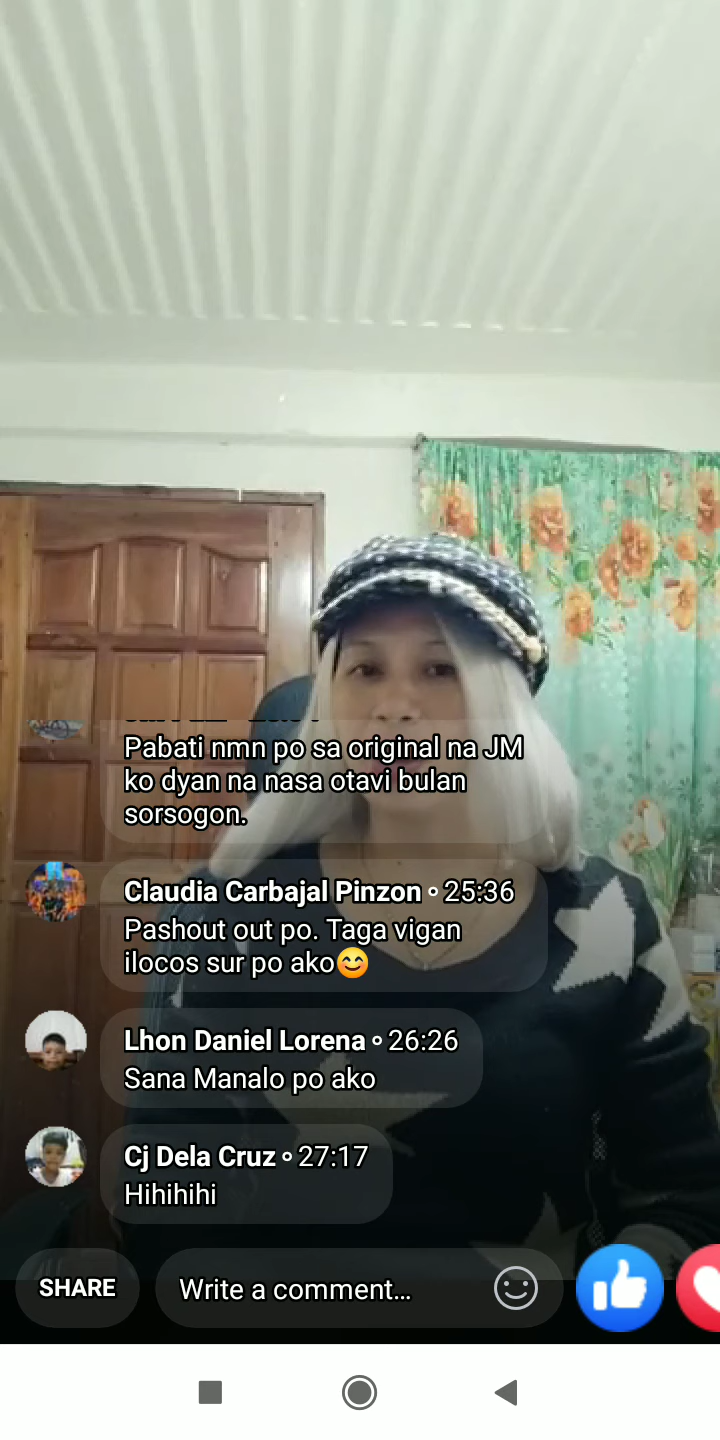 Pabati nmn po sa original na JM
ko dyan na nasa otavi bulan
sorsogon.
Claudia Carbajal Pinzon • 25:36
Pashout out po. Taga vigan
ilocos sur po ako😊
Lhon Daniel Lorena • 26:26
Sana Manalo po ako
Cj Dela Cruz • 27:17
Hihihihi
SHARE
Write a comment...